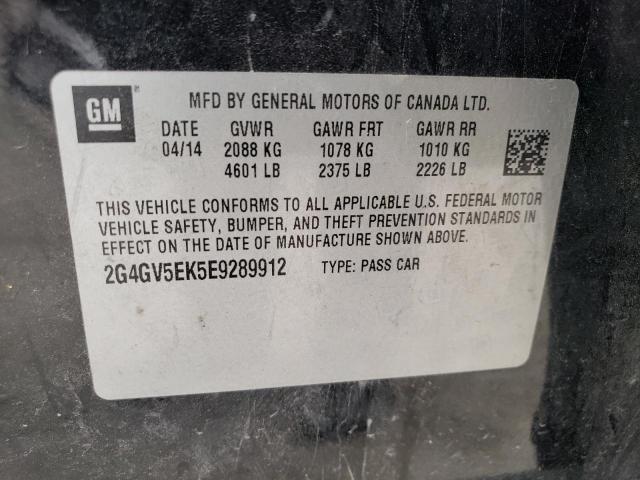 GM
MFD BY GENERAL MOTORS OF CANADA LTD.
DATE GVWR GAWR FRT GAWR RR
04/14 2088 KG 1078 KG 1010 KG
4601 LB 2375 LB 2226 LB
THIS VEHICLE CONFORMS TO ALL APPLICABLE U.S. FEDERAL MOTOR
VEHICLE SAFETY, BUMPER, AND THEFT PREVENTION STANDARDS IN
EFFECT ON THE DATE OF MANUFACTURE SHOWN ABOVE.
2G4GV5EK5E9289912 TYPE: PASS CAR